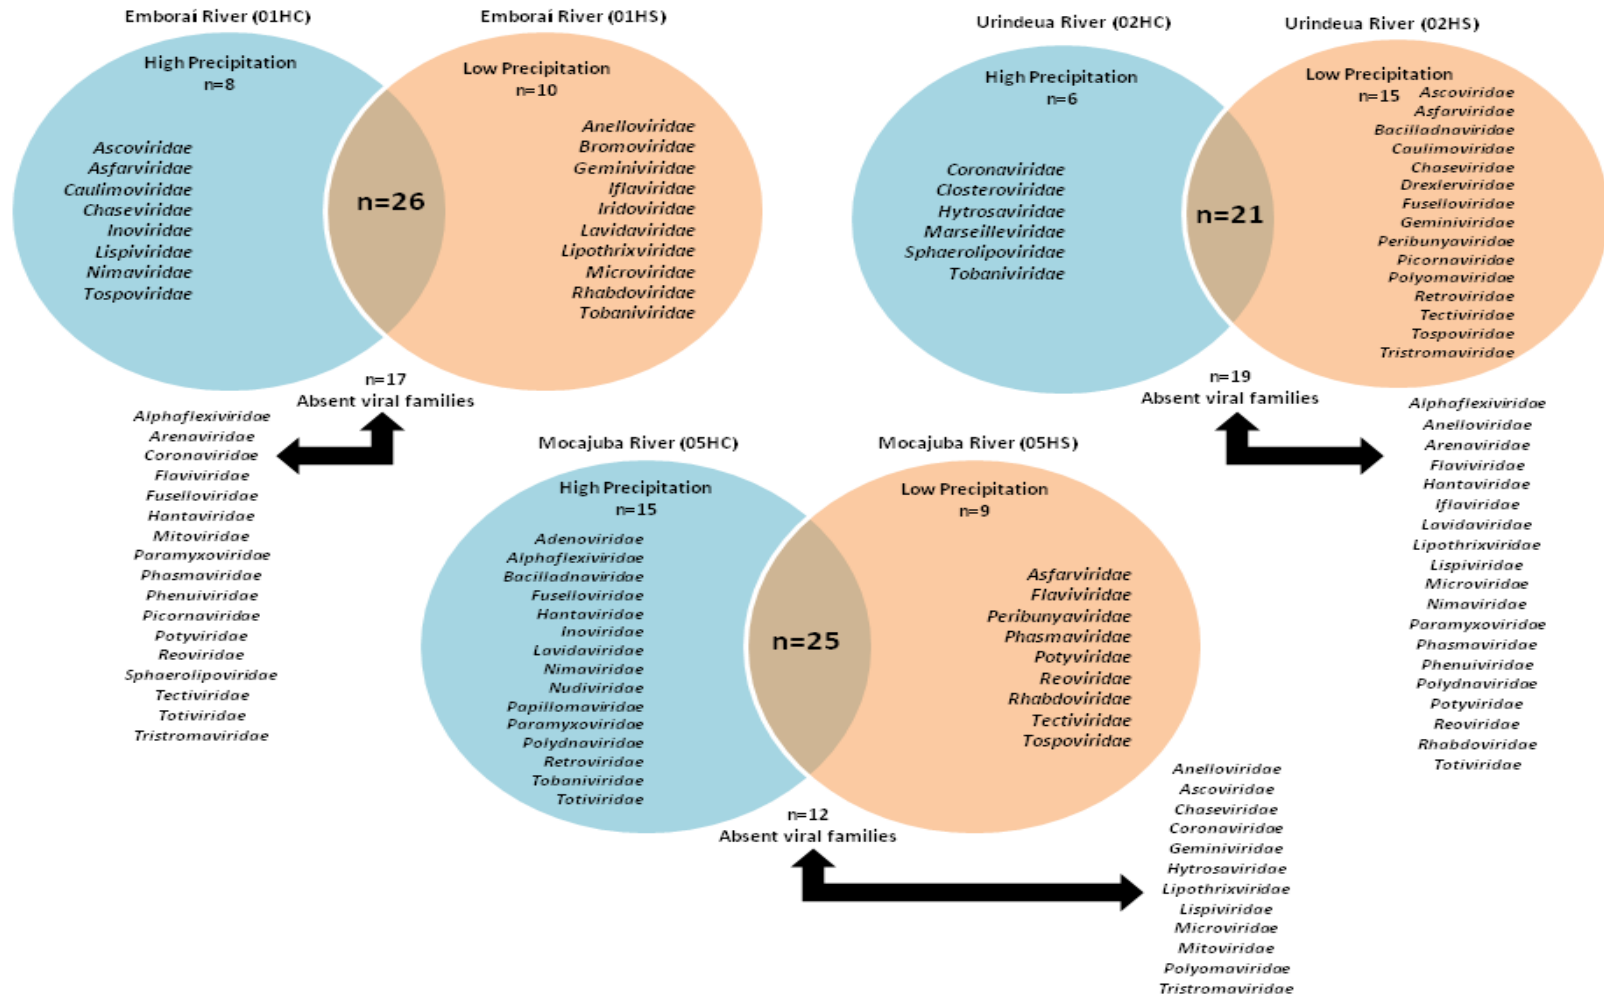 Emboraí River (01HC)
Emboraí River (01HS)
High Precipitation
n=8
Ascoviridae
Asfarviridae
Caulimoviridae
Chaseviridae
Inoviridae
Lispiviridae
Nimaviridae
Tospoviridae
n=26
Low Precipitation
n=10
Anelloviridae
Bromoviridae
Geminiviridae
Iflaviridae
Iridoviridae
Lavidaviridae
Lipothrixviridae
Microviridae
Rhabdoviridae
Tobaniviridae
n=17
Absent viral families
Alphaflexiviridae
Arenaviridae
Coronaviridae
Flaviviridae
Fuselloviridae
Hantaviridae
Mitoviridae
Paramyxoviridae
Phasmaviridae
Phenuiviridae
Picornaviridae
Potyviridae
Reoviridae
Sphaerolipoviridae
Tectiviridae
Totiviridae
Tristromaviridae
Urindeua River (02HC)
Urindeua River (02HS)
High Precipitation
n=6
Coronaviridae
Closteroviridae
Hytrosaviridae
Marseilleviridae
Sphaerolipoviridae
Tobaniviridae
n=21
Low Precipitation
n=15
Ascoviridae
Asfarviridae
Bacilladnaviridae
Caulimoviridae
Chaseviridae
Drexlerviridae
Fuselloviridae
Geminiviridae
Peribunyaviridae
Picornaviridae
Polyomaviridae
Retroviridae
Tectiviridae
Tospoviridae
Tristromaviridae
n=19
Absent viral families
Alphaflexiviridae
Anelloviridae
Arenaviridae
Flaviviridae
Hantaviridae
Iflaviridae
Lavidaviridae
Lipothrixviridae
Lispiviridae
Microviridae
Nimaviridae
Paramyxoviridae
Phasmaviridae
Phenuiviridae
Polydnaviridae
Potyviridae
Reoviridae
Rhabdoviridae
Totiviridae
Mocajuba River (05HC)
Mocajuba River (05HS)
High Precipitation
n=15
Adenoviridae
Alphaflexiviridae
Bacilladnaviridae
Fuselloviridae
Hantaviridae
Inoviridae
Lavidaviridae
Nimaviridae
Nudiviridae
Papillomaviridae
Paramyxoviridae
Polydnaviridae
Retroviridae
Tobaniviridae
Totiviridae
n=25
Low Precipitation
n=9
Asfarviridae
Flaviviridae
Peribunyaviridae
Phasmaviridae
Potyviridae
Reoviridae
Rhabdoviridae
Tectiviridae
Tospoviridae
n=12
Absent viral families
Anelloviridae
Ascoviridae
Chaseviridae
Coronaviridae
Geminiviridae
Hytrosaviridae
Lipothrixviridae
Lispiviridae
Microviridae
Mitoviridae
Polyomaviridae
Tristromaviridae